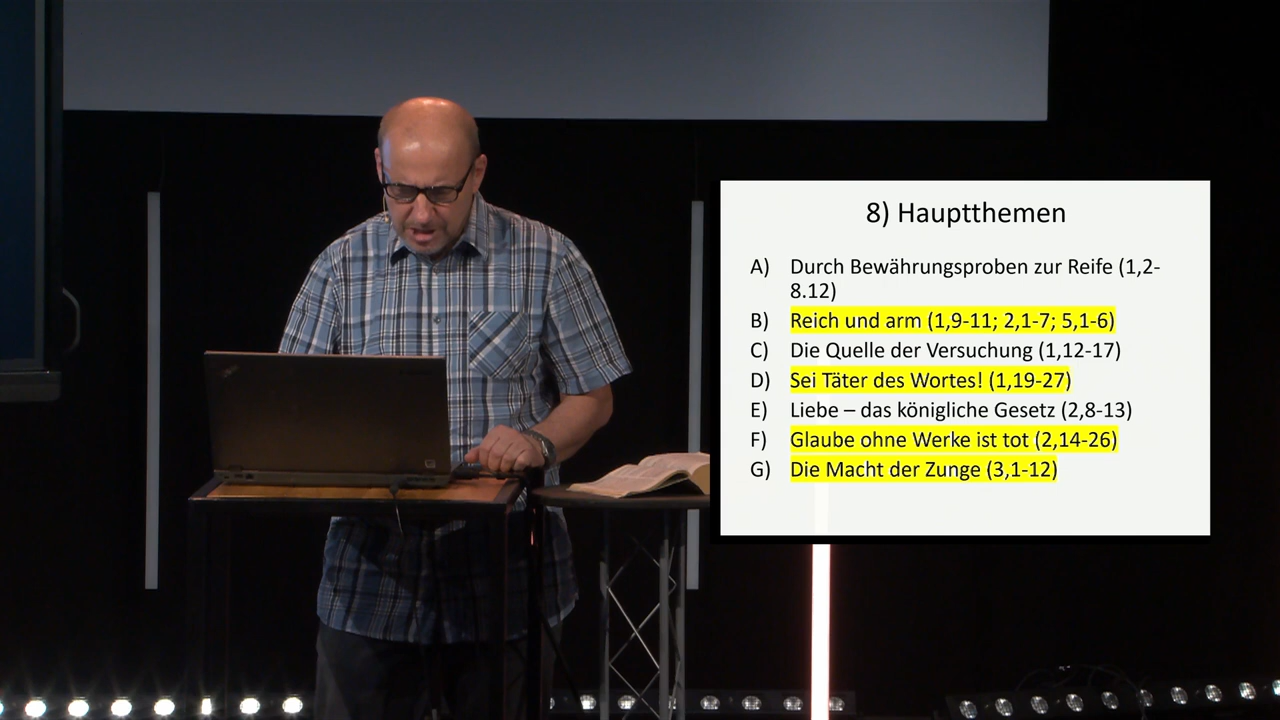 8) Hauptthemen
A) Durch Bewährungsproben zur Reife (1,2-
8.12)
B) Reich und arm (1,9-11; 2,1-7; 5,1-6)
C) Die Quelle der Versuchung (1,12-17)
D) Sei Täter des Wortes! (1,19-27)
E) Liebe – das königliche Gesetz (2,8-13)
F) Glaube ohne Werke ist tot (2,14-26)
G) Die Macht der Zunge (3,1-12)